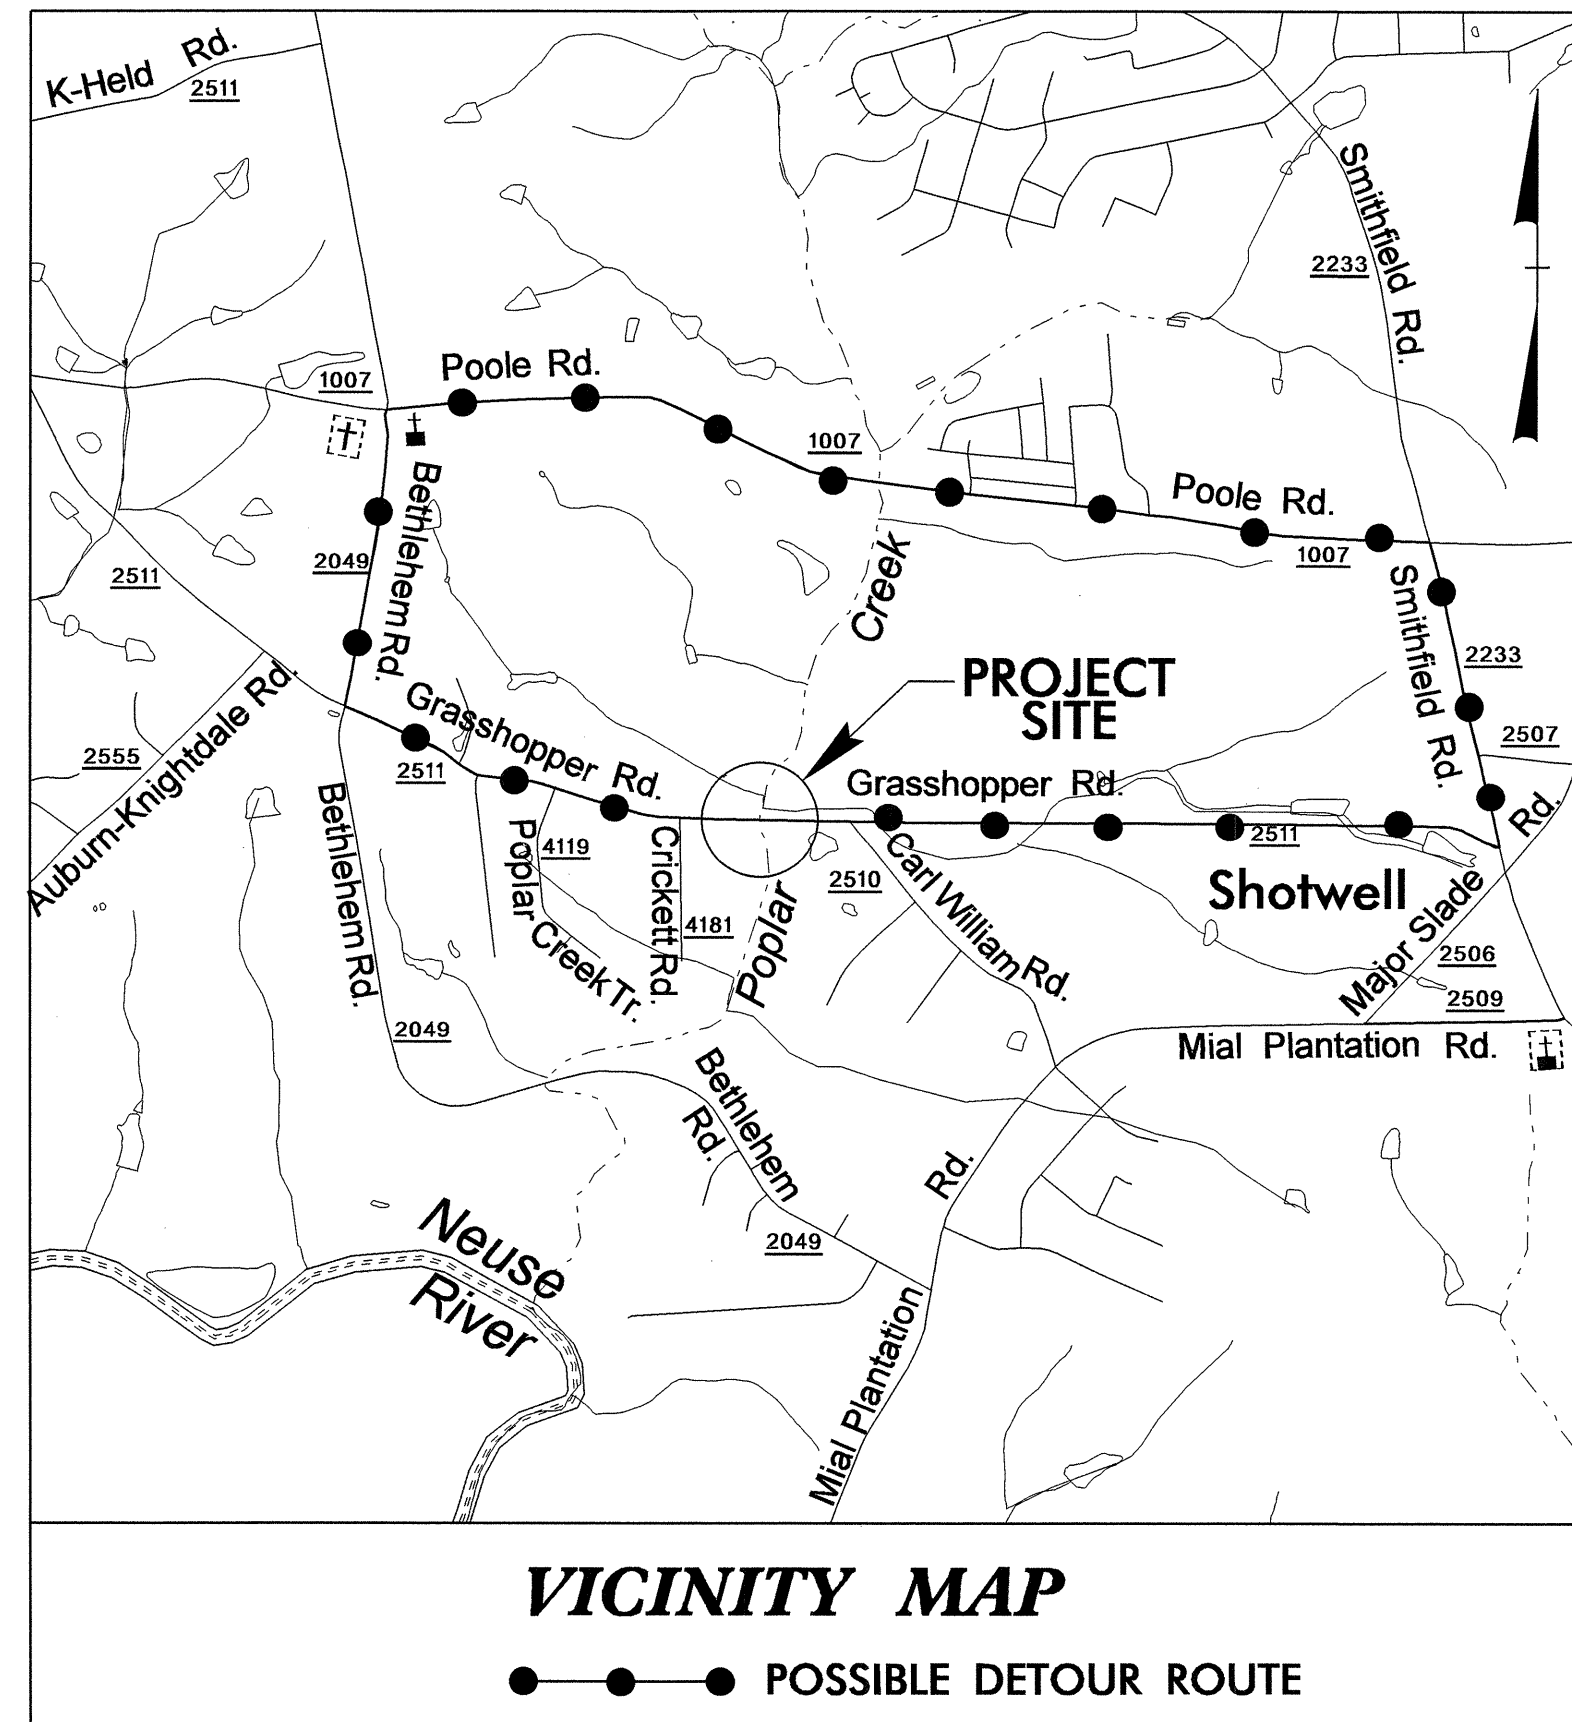 K-Held Rd.
2511
Smithfield Rd.
2233
Poole Rd.
1007
1007
Poole Rd.
1007
Bethlehem Rd.
2049
2511
Creek
Smithfield Rd.
2233
PROJECT
SITE
2507
Auburn-Knightdale Rd.
2555
Grasshopper Rd.
2511
Grasshopper Rd.
2511
Rd.
Bethlehem Rd.
Poplar
4119
Creek Tr.
Crickett Rd.
4181
Poplar
2510
Carl William Rd.
Shotwell
Major Slade
2506
2509
2049
Mial Plantation Rd.
Bethlehem
Rd.
2049
Rd.
Neuse
River
Mial Plantation
VICINITY MAP
POSSIBLE DETOUR ROUTE